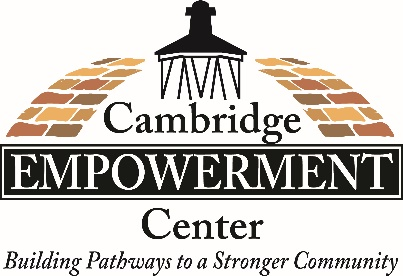 Cambridge
EMPOWERMENT
Center
Building Pathways to a Stronger Community